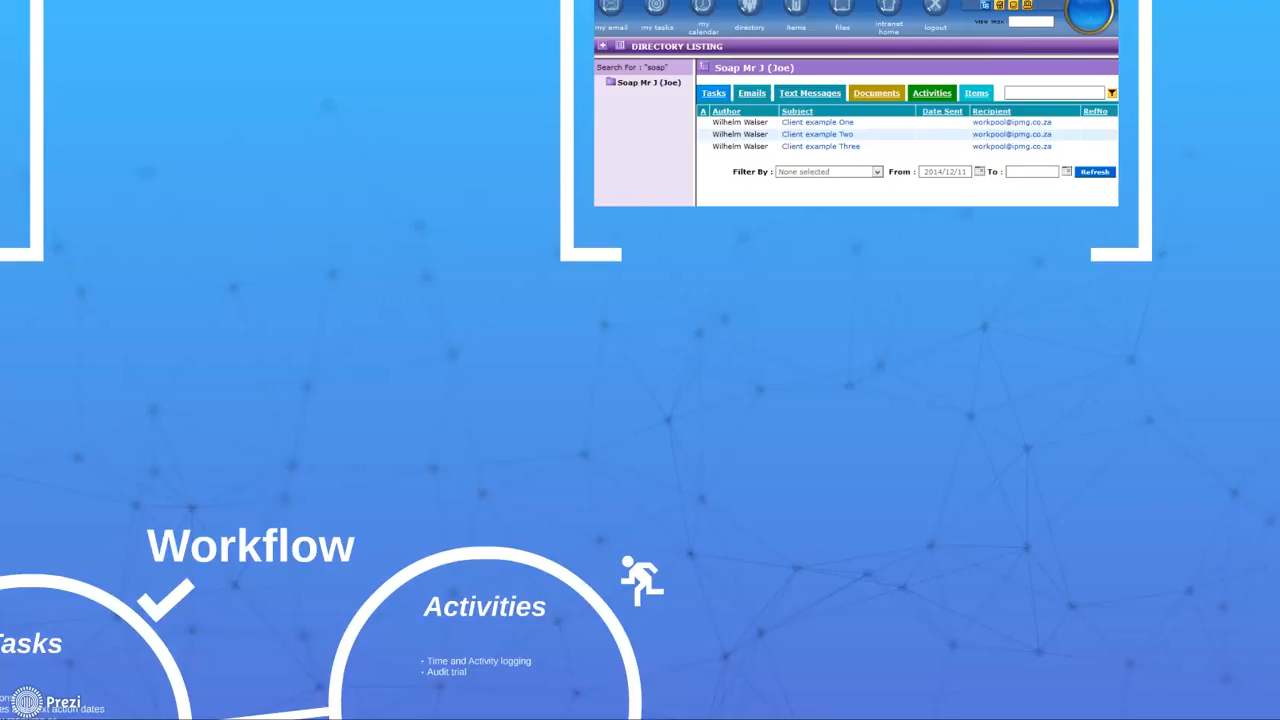 my email my tasks my calendar directory items files intranet home logout
VIEW TASK:
DIRECTORY LISTING
Search For : "soap"
Soap Mr J (Joe)
Soap Mr J (Joe)
Tasks Emails Text Messages Documents Activities Items
A Author Subject Date Sent Recipient RefNo
Wilhelm Walser Client example One workpool@ipmg.co.za
Wilhelm Walser Client example Two workpool@ipmg.co.za
Wilhelm Walser Client example Three workpool@ipmg.co.za
Filter By : None selected From : 2014/12/11 To : Refresh
Workflow
Activities
Tasks
- Time and Activity logging
- Audit trial
Prezi
action dates